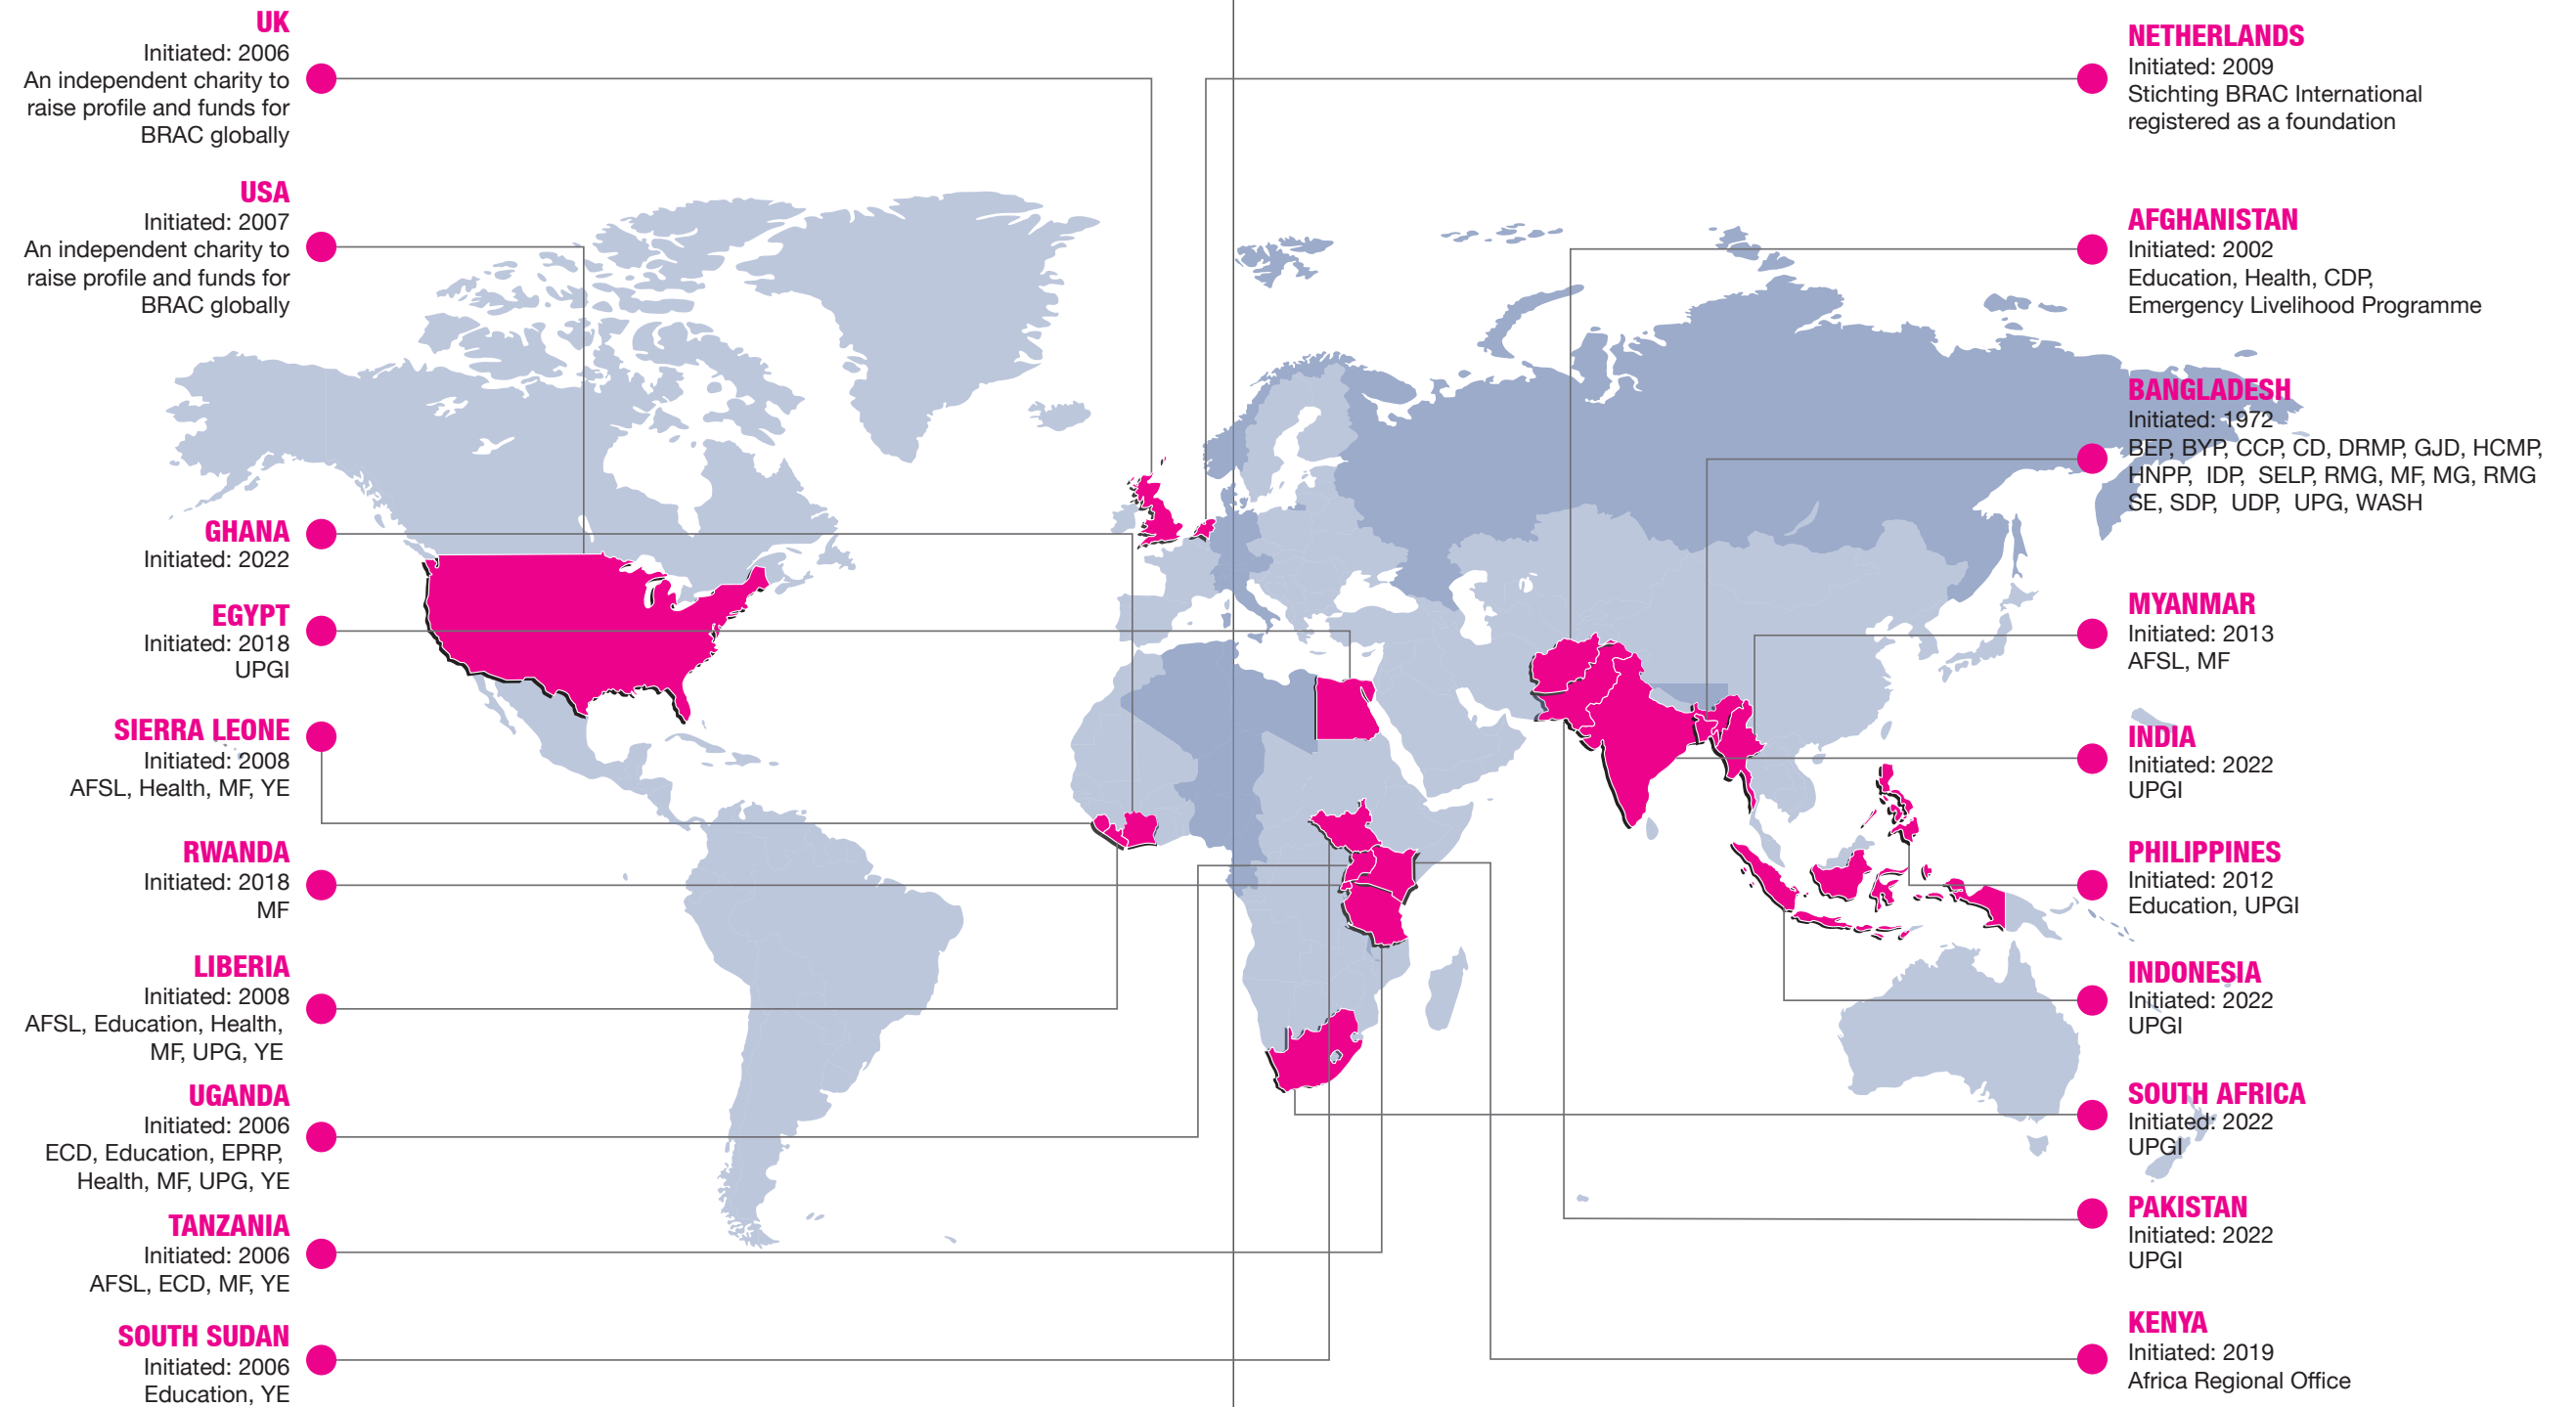 UK
Initiated: 2006
An independent charity to
raise profile and funds for
BRAC globally
USA
Initiated: 2007
An independent charity to
raise profile and funds for
BRAC globally
GHANA
Initiated: 2022
EGYPT
Initiated: 2018
UPGI
SIERRA LEONE
Initiated: 2008
AFSL, Health, MF, YE
RWANDA
Initiated: 2018
MF
LIBERIA
Initiated: 2008
AFSL, Education, Health,
MF, UPG, YE
UGANDA
Initiated: 2006
ECD, Education, EPRP,
Health, MF, UPG, YE
TANZANIA
Initiated: 2006
AFSL, ECD, MF, YE
SOUTH SUDAN
Initiated: 2006
Education, YE
NETHERLANDS
Initiated: 2009
Stichting BRAC International
registered as a foundation
AFGHANISTAN
Initiated: 2002
Education, Health, CDP,
Emergency Livelihood Programme
BANGLADESH
Initiated: 1972
BEP, BYP, CCP, CD, DRMP, GJD, HCMP,
HNPP, IDP, SELP, RMG, MF, MG, RMG
SE, SDP, UDP, UPG, WASH
MYANMAR
Initiated: 2013
AFSL, MF
INDIA
Initiated: 2022
UPGI
PHILIPPINES
Initiated: 2012
Education, UPGI
INDONESIA
Initiated: 2022
UPGI
SOUTH AFRICA
Initiated: 2022
UPGI
PAKISTAN
Initiated: 2022
UPGI
KENYA
Initiated: 2019
Africa Regional Office